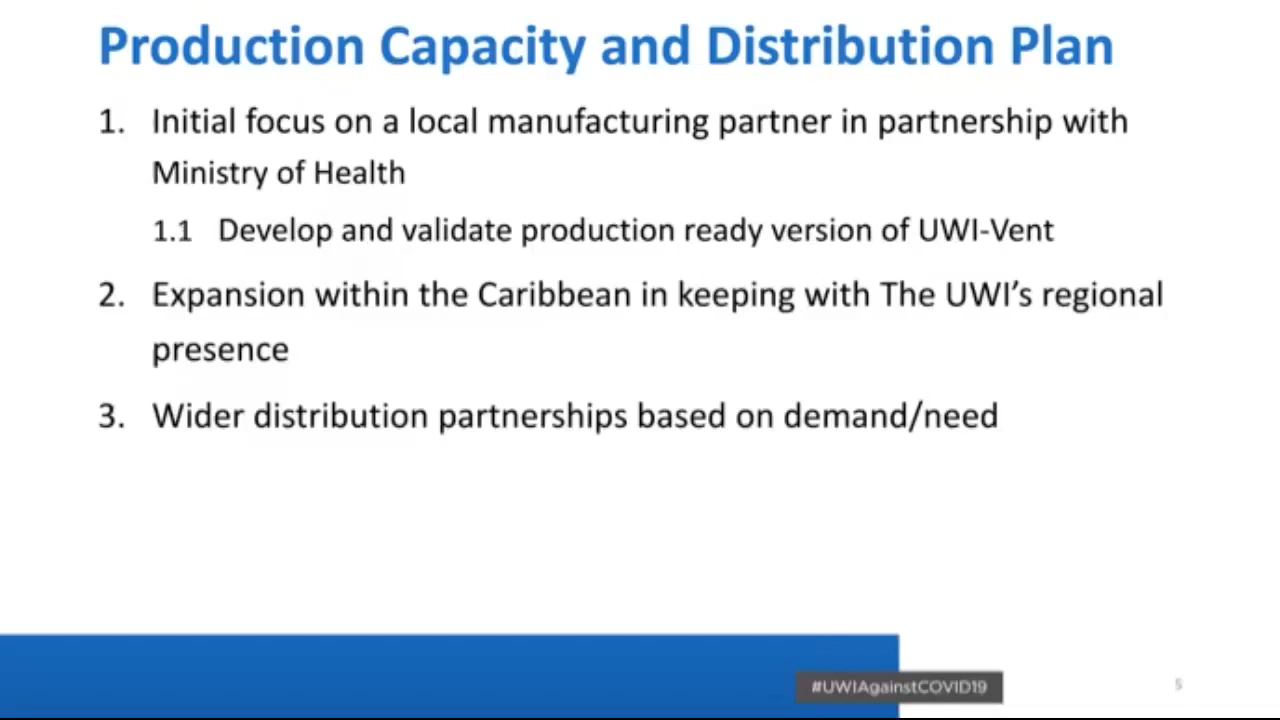 Production Capacity and Distribution Plan
1. Initial focus on a local manufacturing partner in partnership with
Ministry of Health
1.1 Develop and validate production ready version of UWI-Vent
2. Expansion within the Caribbean in keeping with The UWI’s regional
presence
3. Wider distribution partnerships based on demand/need
#UWIAgainstCOVID19
5